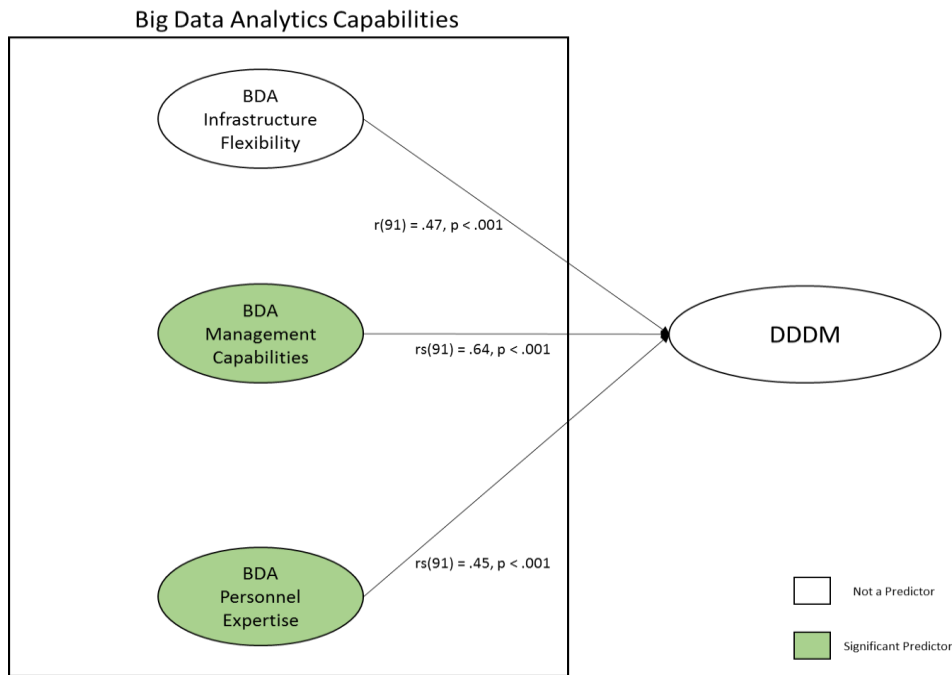 Big Data Analytics Capabilities
BDA
Infrastructure
Flexibility
r(91) = .47, p < .001
BDA
Management
Capabilities
rs(91) = .64, p < .001
DDDM
BDA
Personnel
Expertise
rs(91) = .45, p < .001
Not a Predictor
Significant Predictor